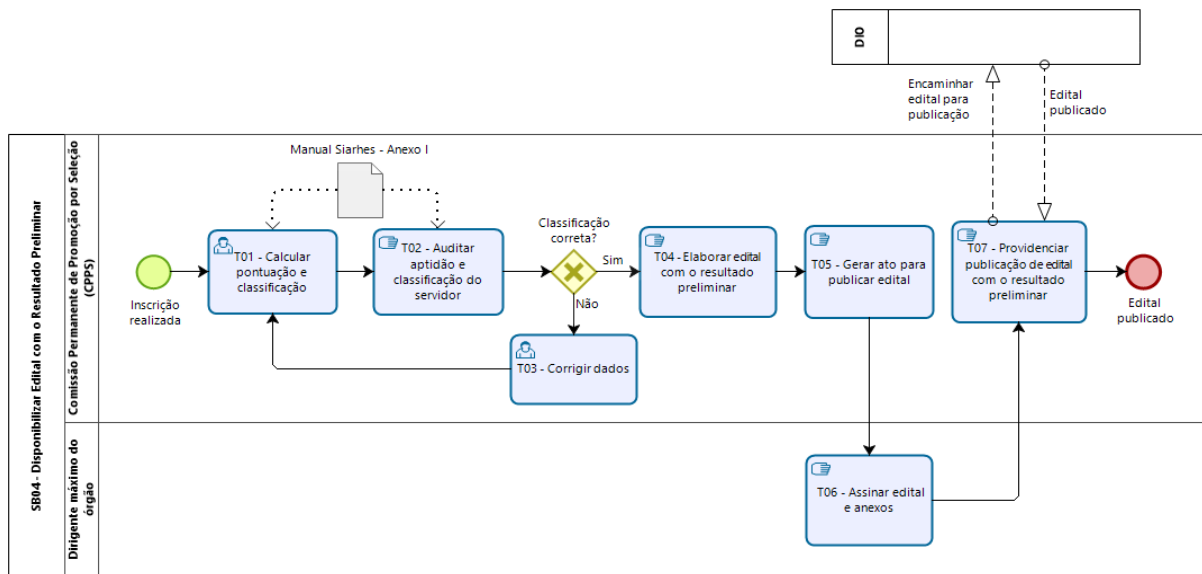 DIO
Encaminhar
edital para
publicação
Edital
publicado
SB04 - Disponibilizar Edital com o Resultado Preliminar
Comissão Permanente de Promoção por Seleção
(CPPS)
Manual Siarhes - Anexo I
Inscrição
realizada
T01 - Calcular
pontuação e
classificação
T02 - Auditar
aptidão e
classificação do
servidor
Classificação
correta?
Sim
Não
T03 - Corrigir dados
T04 - Elaborar edital
com o resultado
preliminar
T05 - Gerar ato para
publicar edital
T07 - Providenciar
publicação de edital
com o resultado
preliminar
Edital
publicado
Dirigente máximo do
órgão
T06 - Assinar edital
e anexos